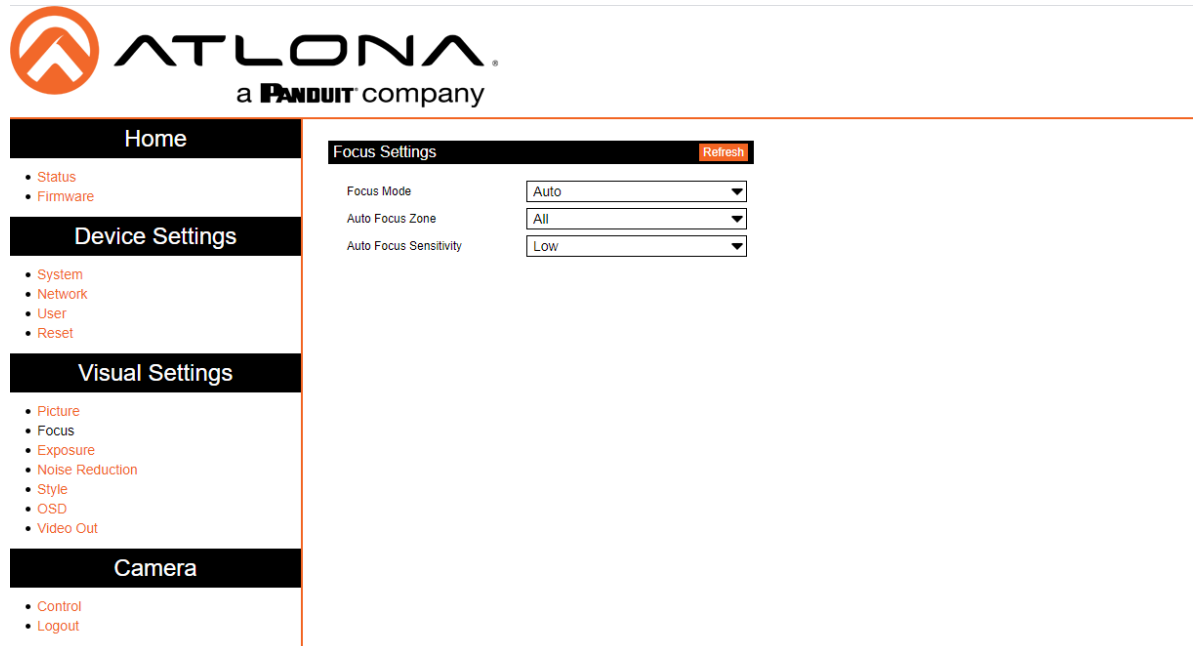 ATLONA®
a PANDUIT™ company
Home
• Status
• Firmware
Device Settings
• System
• Network
• User
• Reset
Visual Settings
• Picture
• Focus
• Exposure
• Noise Reduction
• Style
• OSD
• Video Out
Camera
• Control
• Logout
Focus Settings Refresh
Focus Mode Auto
Auto Focus Zone All
Auto Focus Sensitivity Low